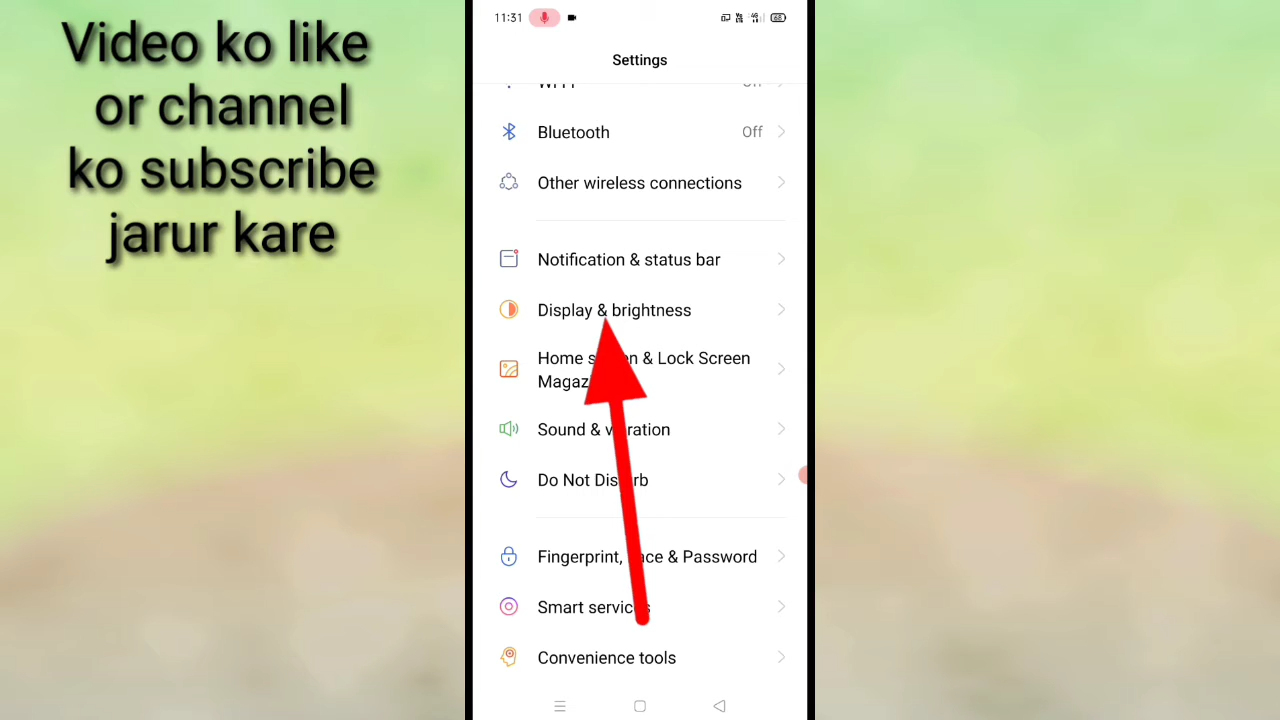 Video ko like
or channel
ko subscribe
jarur kare
11:31
68
Settings
Bluetooth Off
Other wireless connections
Notification & status bar
Display & brightness
Home screen & Lock Screen
Magazine
Sound & vibration
Do Not Disturb
Fingerprint, Face & Password
Smart services
Convenience tools